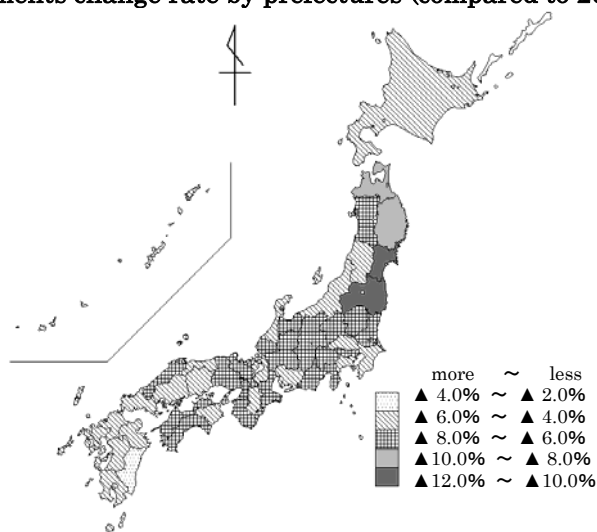 ments change rate by prefectures (compared to 20
more ～ less
▲ 4.0% ～ ▲ 2.0%
▲ 6.0% ～ ▲ 4.0%
▲ 8.0% ～ ▲ 6.0%
▲10.0% ～ ▲ 8.0%
▲12.0% ～ ▲10.0%